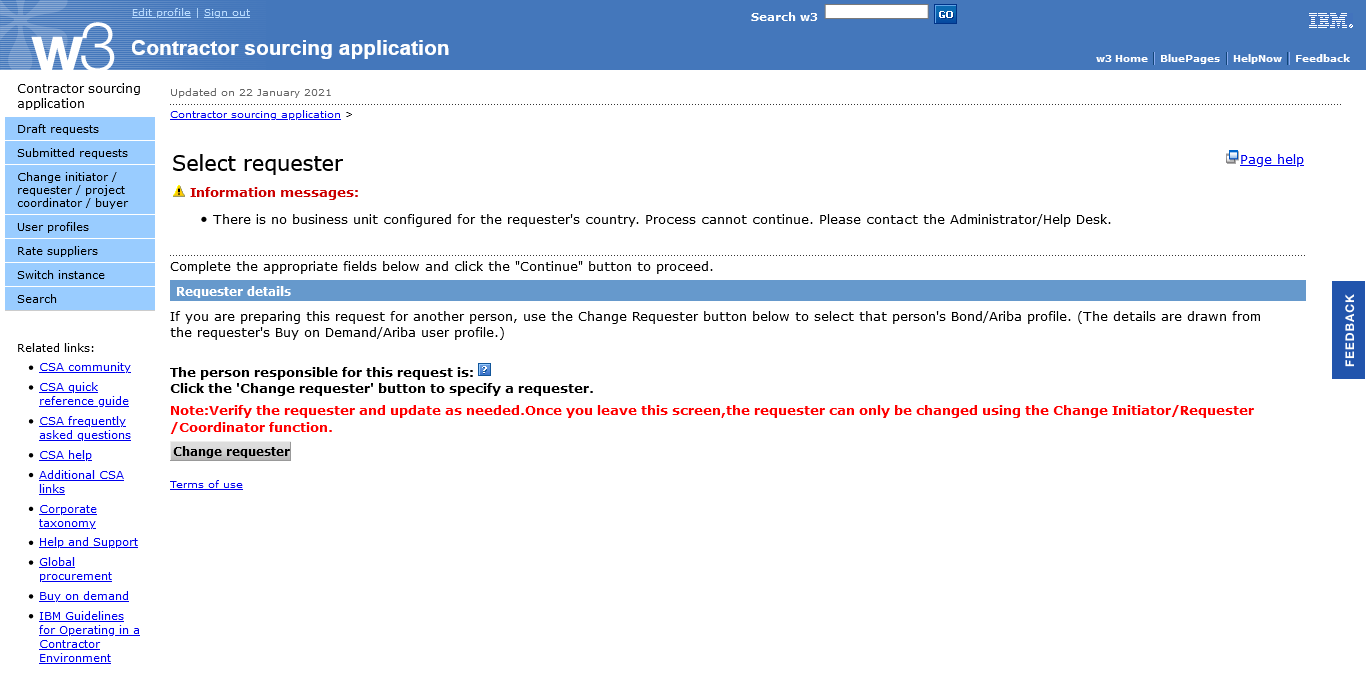 Edit profile | Sign out
Search w3
GO
IBM.
w3
Contractor sourcing application
w3 Home
BluePages
HelpNow
Feedback
Contractor sourcing
application
Draft requests
Submitted requests
Change initiator /
requester / project
coordinator / buyer
User profiles
Rate suppliers
Switch instance
Search
Related links:
• CSA community
• CSA quick
reference guide
• CSA frequently
asked questions
• CSA help
• Additional CSA
links
• Corporate
taxonomy
• Help and Support
• Global
procurement
• Buy on demand
• IBM Guidelines
for Operating in a
Contractor
Environment
Updated on 22 January 2021
Contractor sourcing application >
Select requester
Page help
Information messages:
• There is no business unit configured for the requester's country. Process cannot continue. Please contact the Administrator/Help Desk.
Complete the appropriate fields below and click the "Continue" button to proceed.
Requester details
If you are preparing this request for another person, use the Change Requester button below to select that person's Bond/Ariba profile. (The details are drawn from
the requester's Buy on Demand/Ariba user profile.)
The person responsible for this request is: ?
Click the 'Change requester' button to specify a requester.
Note:Verify the requester and update as needed.Once you leave this screen,the requester can only be changed using the Change Initiator/Requester
/Coordinator function.
Change requester
Terms of use
FEEDBACK